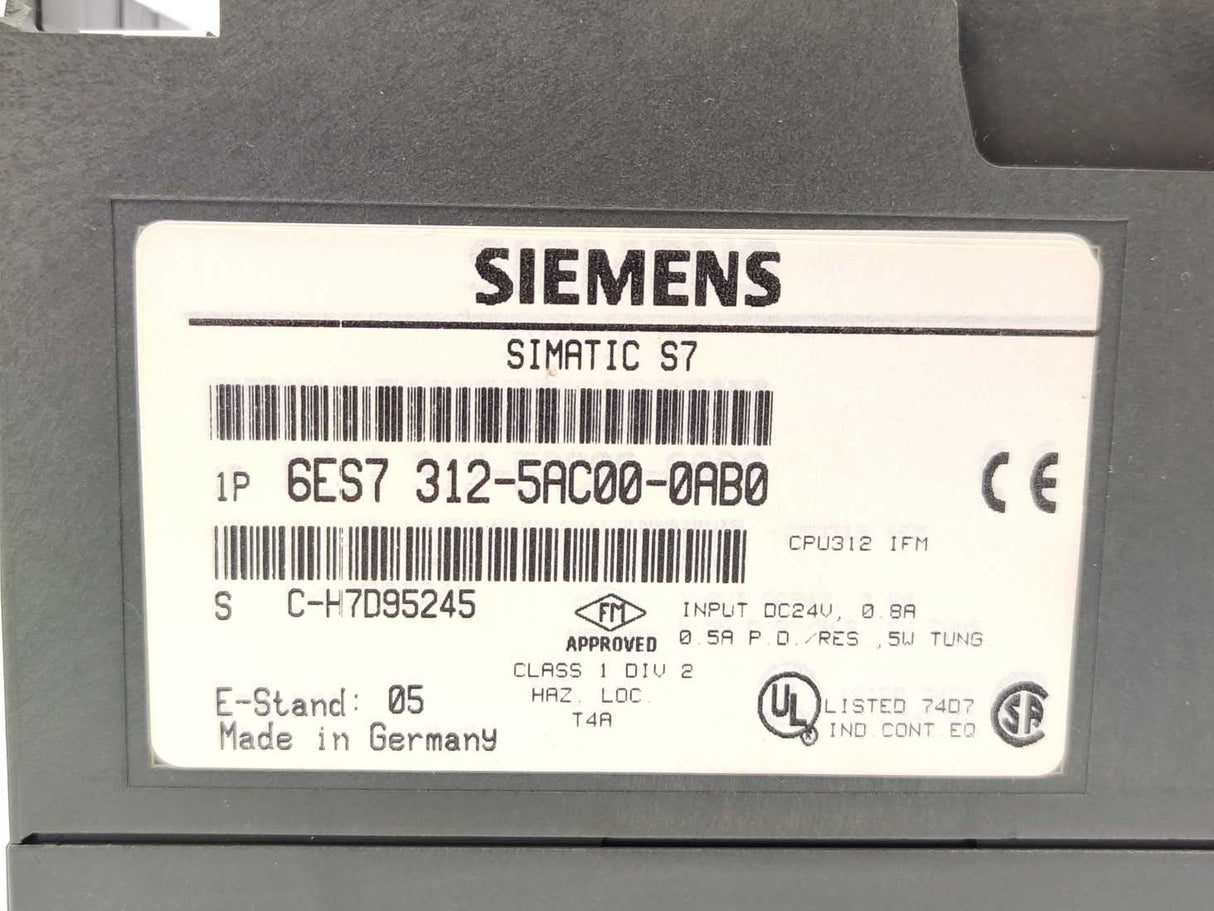 SIEMENS
SIMATIC S7
1P 6ES7 312-5AC00-0AB0
CE
CPU312 IFM
S C-H7D95245
FM
APPROVED
INPUT DC24V, 0.8A
0.5A P.D./RES ,5W TUNG
CLASS 1 DIV 2
HAZ. LOC.
T4A
E-Stand: 05
Made in Germany
UL®
LISTED 74D7
IND.CONT.EQ
SA